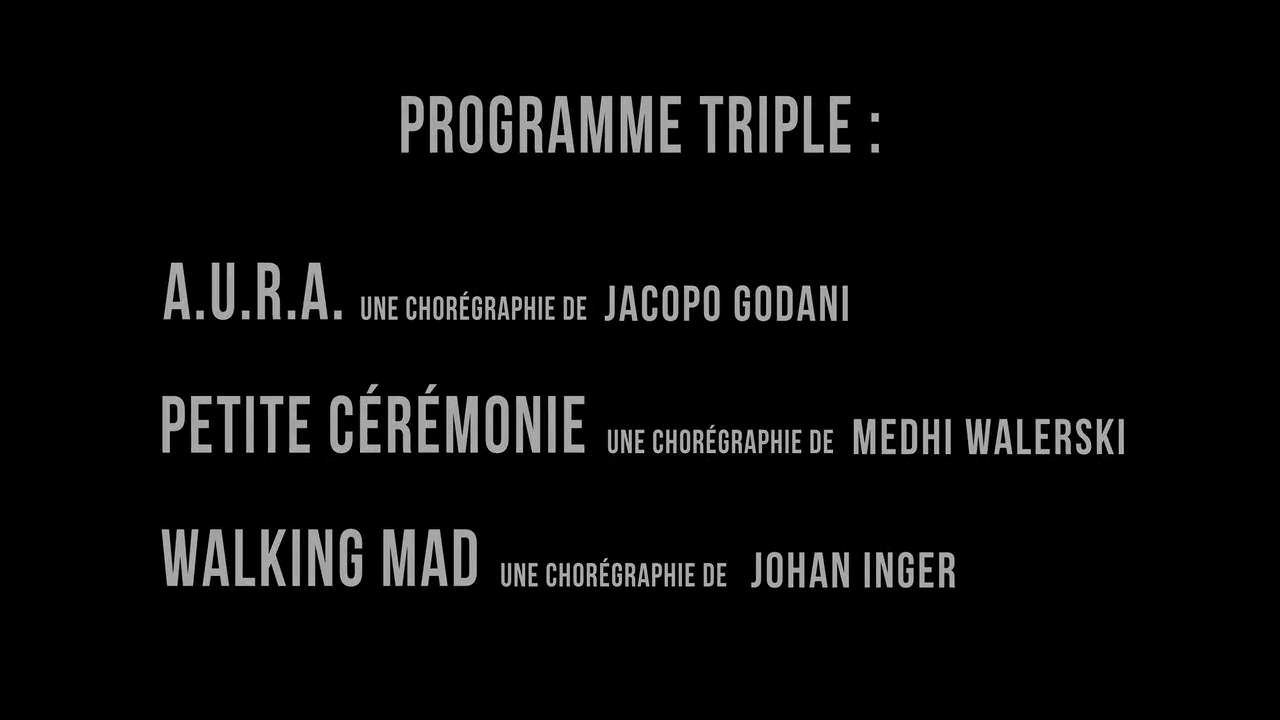 PROGRAMME TRIPLE :
A.U.R.A. UNE CHORÉGRAPHIE DE JACOPO GODANI
PETITE CÉRÉMONIE UNE CHORÉGRAPHIE DE MEDHI WALERSKI
WALKING MAD UNE CHORÉGRAPHIE DE JOHAN INGER